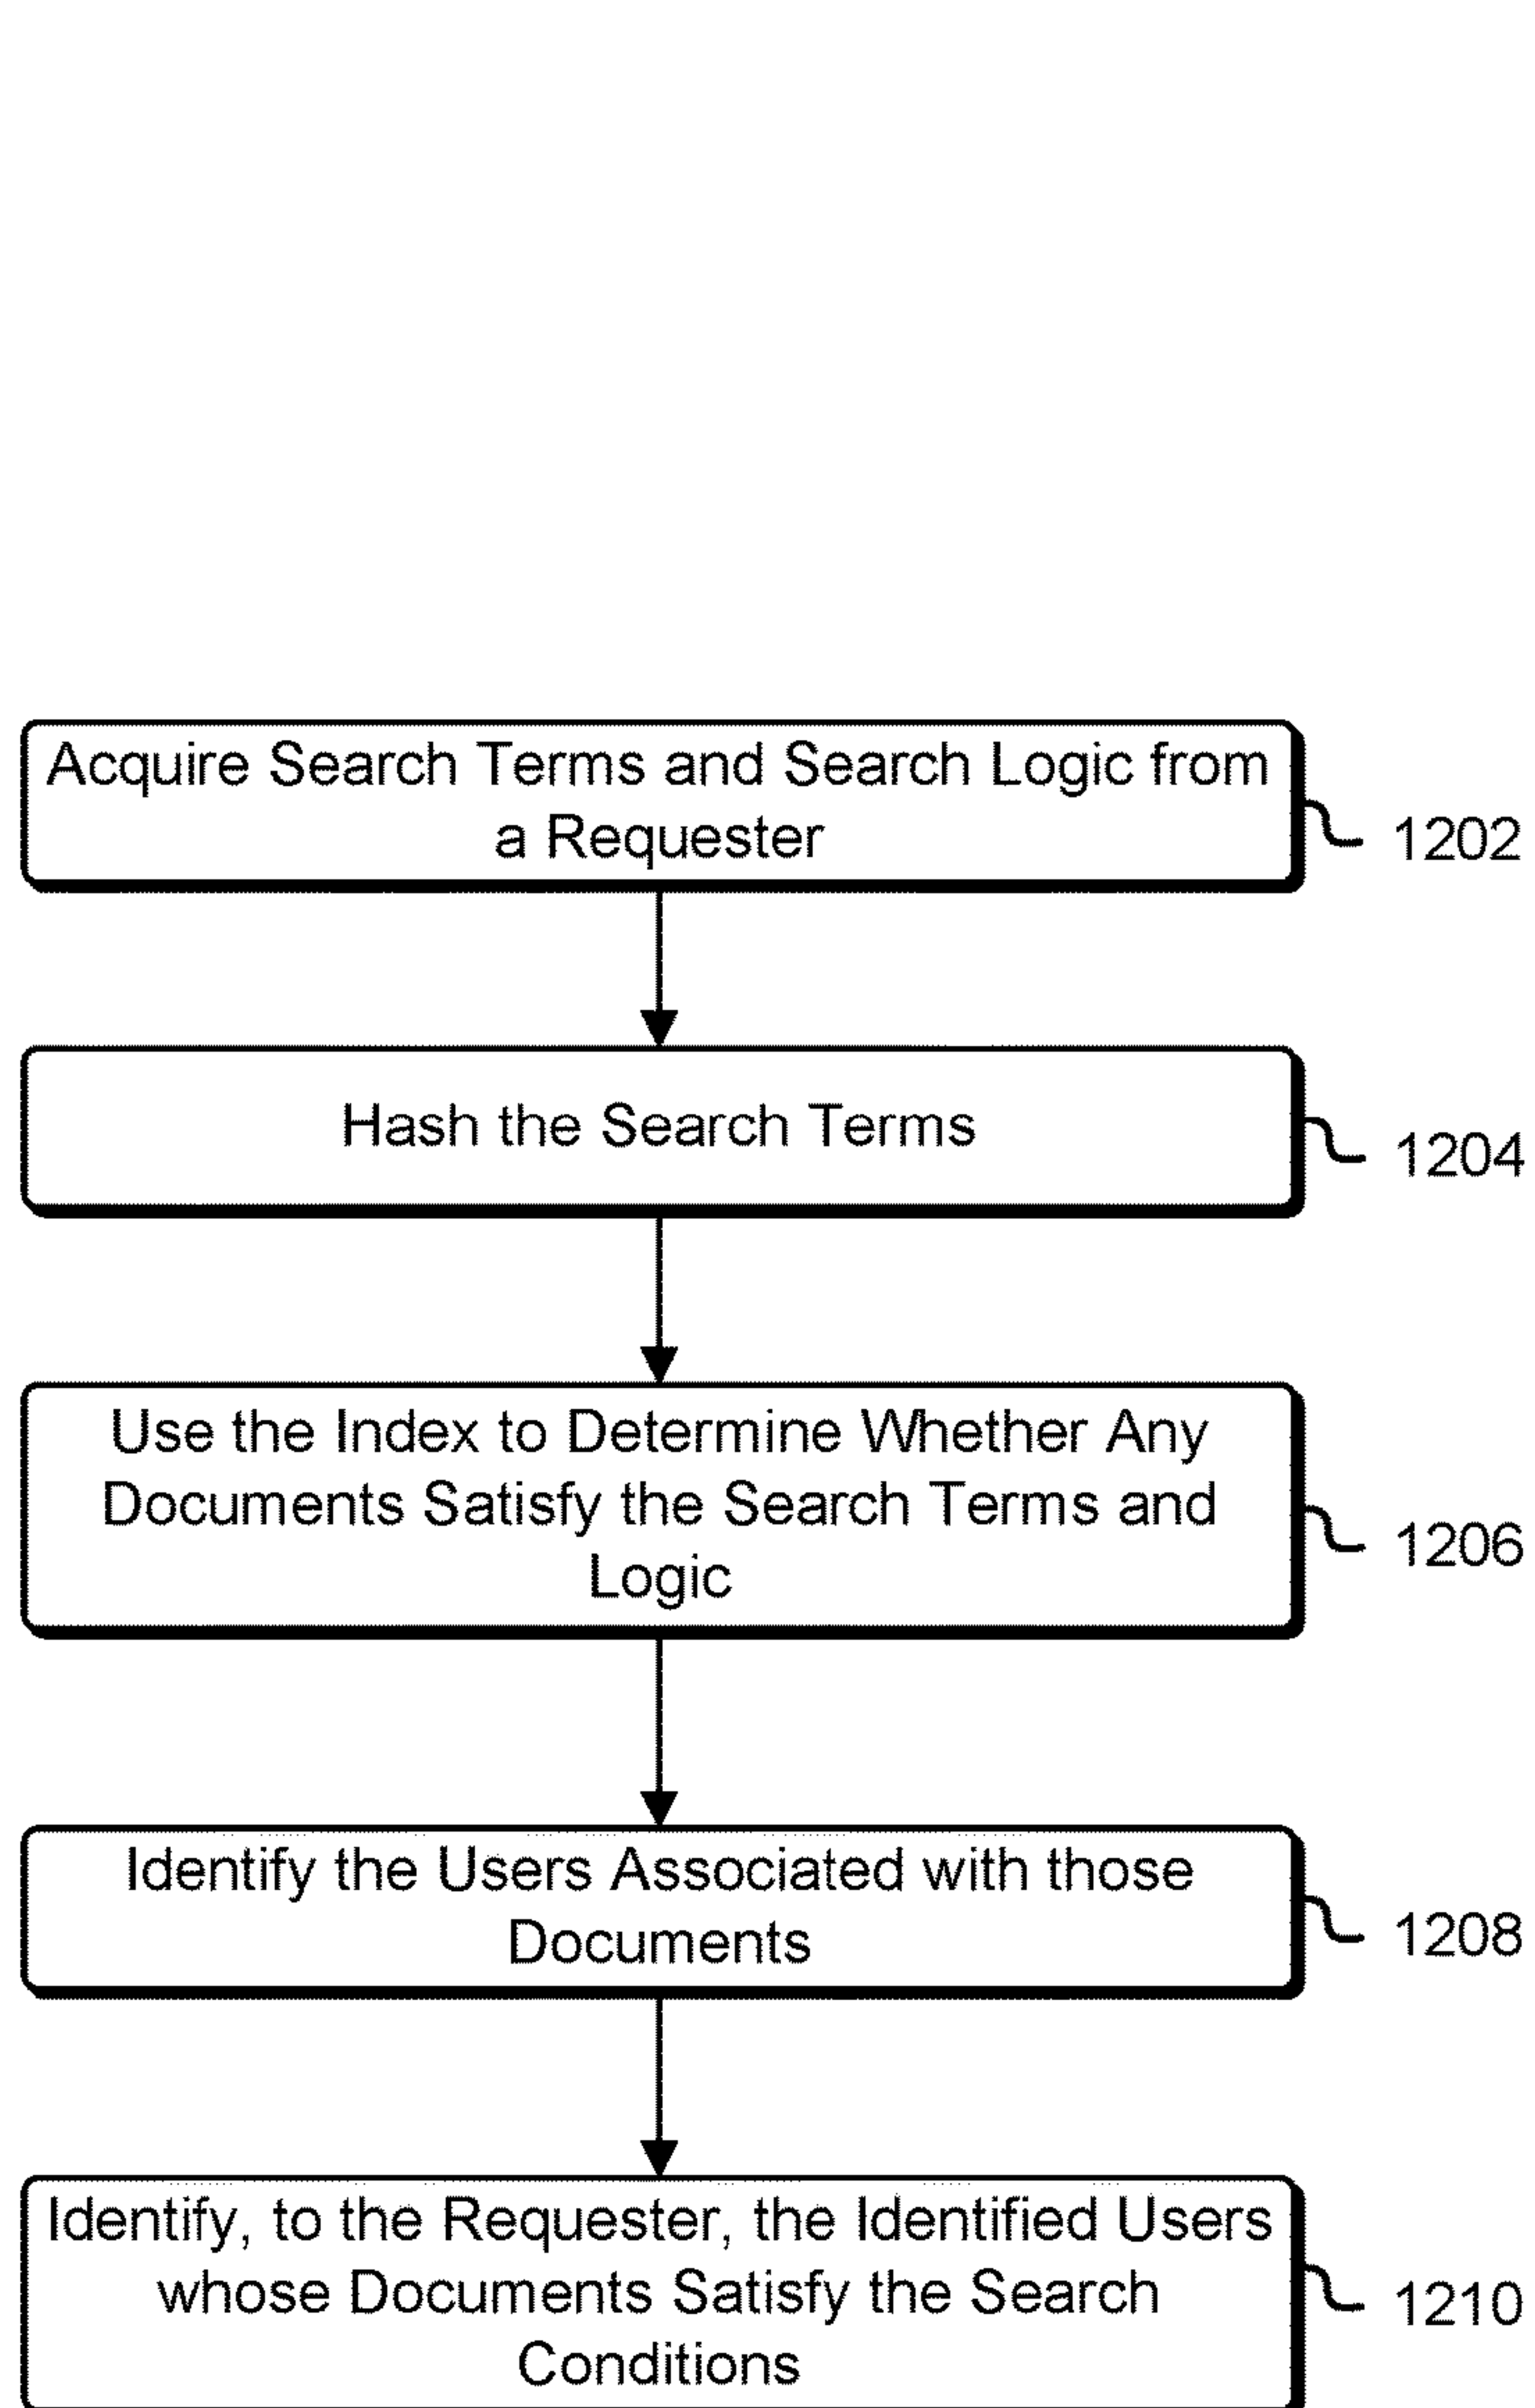 Acquire Search Terms and Search Logic from
a Requester
1202
Hash the Search Terms
1204
Use the Index to Determine Whether Any
Documents Satisfy the Search Terms and
Logic
1206
Identify the Users Associated with those
Documents
1208
Identify, to the Requester, the Identified Users
whose Documents Satisfy the Search
Conditions
1210